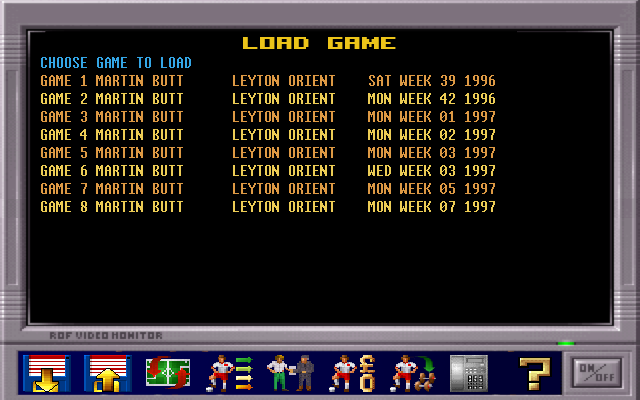 LOAD GAME
CHOOSE GAME TO LOAD
GAME 1 MARTIN BUTT LEYTON ORIENT SAT WEEK 39 1996
GAME 2 MARTIN BUTT LEYTON ORIENT MON WEEK 42 1996
GAME 3 MARTIN BUTT LEYTON ORIENT MON WEEK 01 1997
GAME 4 MARTIN BUTT LEYTON ORIENT MON WEEK 02 1997
GAME 5 MARTIN BUTT LEYTON ORIENT MON WEEK 03 1997
GAME 6 MARTIN BUTT LEYTON ORIENT WED WEEK 03 1997
GAME 7 MARTIN BUTT LEYTON ORIENT MON WEEK 05 1997
GAME 8 MARTIN BUTT LEYTON ORIENT MON WEEK 07 1997
RDF VIDEO MONITOR
?
ON/OFF